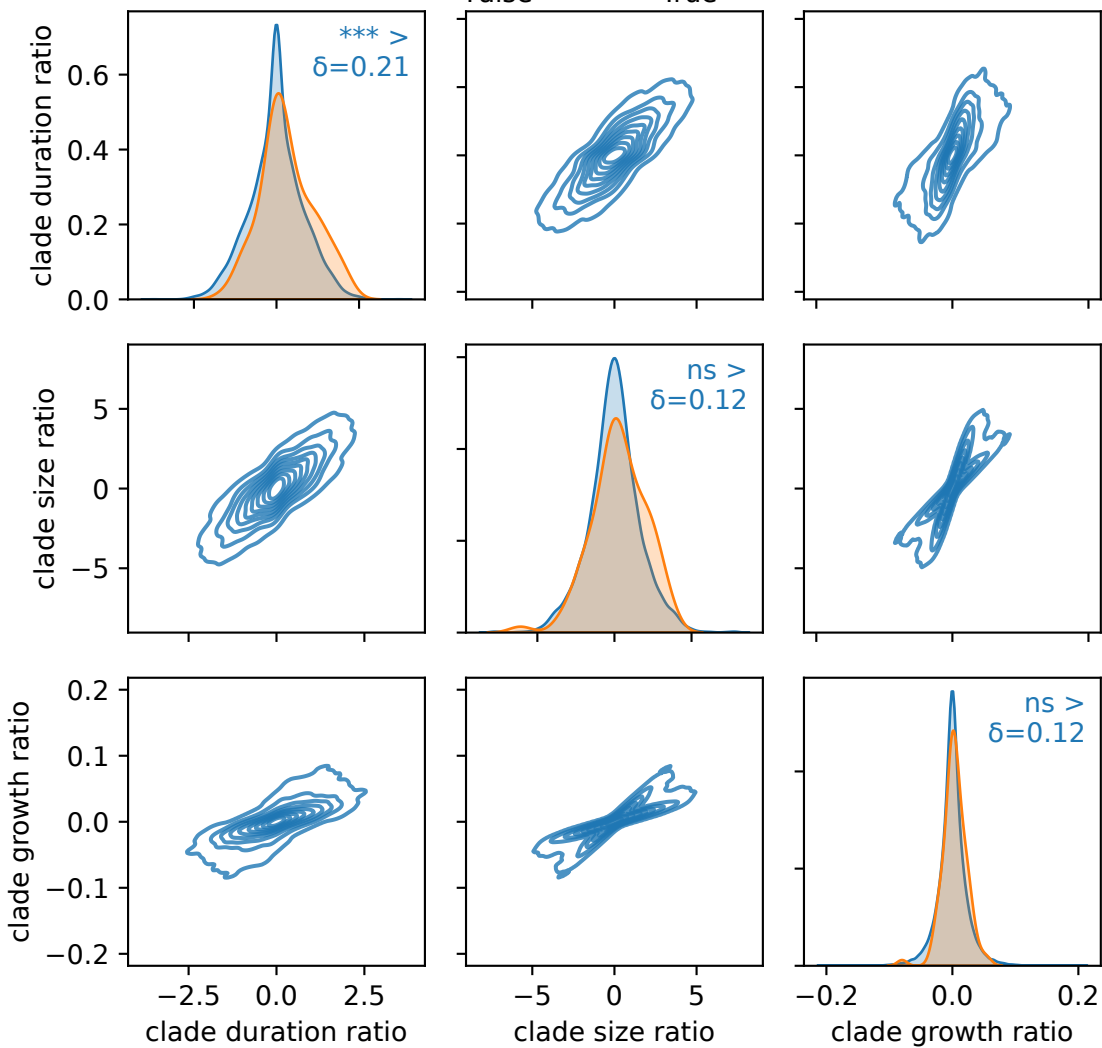 False True
clade duration ratio
0.6
0.4
0.2
0.0
*** >
δ=0.21
clade size ratio
5
0
−5
ns >
δ=0.12
clade growth ratio
0.2
0.1
0.0
−0.1
−0.2
ns >
δ=0.12
−2.5 0.0 2.5
−5 0 5
−0.2 0.0 0.2
clade duration ratio
clade size ratio
clade growth ratio